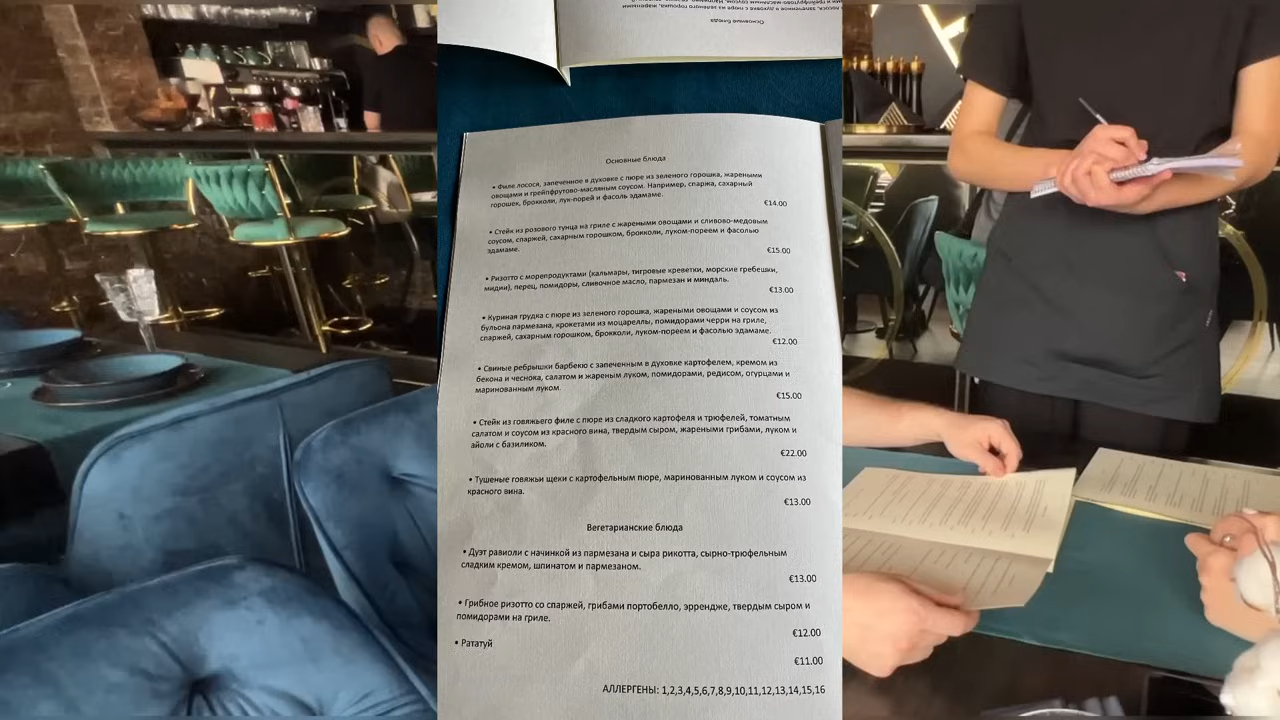 Основные блюда
Основные блюда
• Филе лосося, запеченное в духовке с пюре из зеленого горошка, жареными
овощами и грейпфрутово-масляным соусом. Например, спаржа, сахарный
горошек, брокколи, лук-порей и фасоль эдамаме.
€14.00
• Стейк из розового тунца на гриле с жареными овощами и сливово-медовым
соусом, спаржей, сахарным горошком, брокколи, луком-пореем и фасолью
эдамаме.
€15.00
• Ризотто с морепродуктами (кальмары, тигровые креветки, морские гребешки,
мидии), перец, помидоры, сливочное масло, пармезан и миндаль.
€13.00
• Куриная грудка с пюре из зеленого горошка, жареными овощами и соусом из
бульона пармезана, крокетами из моцареллы, помидорами черри на гриле,
спаржей, сахарным горошком, брокколи, луком-пореем и фасолью эдамаме.
€12.00
• Свиные ребрышки барбекю с запеченным в духовке картофелем, кремом из
бекона и чеснока, салатом и жареным луком, помидорами, редисом, огурцами и
маринованным луком.
€15.00
• Стейк из говяжьего филе с пюре из сладкого картофеля и трюфелей, томатным
салатом и соусом из красного вина, твердым сыром, жареными грибами, луком и
айоли с базиликом.
€22.00
• Тушеные говяжьи щеки с картофельным пюре, маринованным луком и соусом из
красного вина.
€13.00
Вегетарианские блюда
• Дуэт равиоли с начинкой из пармезана и сыра рикотта, сырно-трюфельным
сладким кремом, шпинатом и пармезаном.
€13.00
• Грибное ризотто со спаржей, грибами портобелло, эррендже, твердым сыром и
помидорами на гриле.
€12.00
• Рататуй
€11.00
АЛЛЕРГЕНЫ: 1,2,3,4,5,6,7,8,9,10,11,12,13,14,15,16